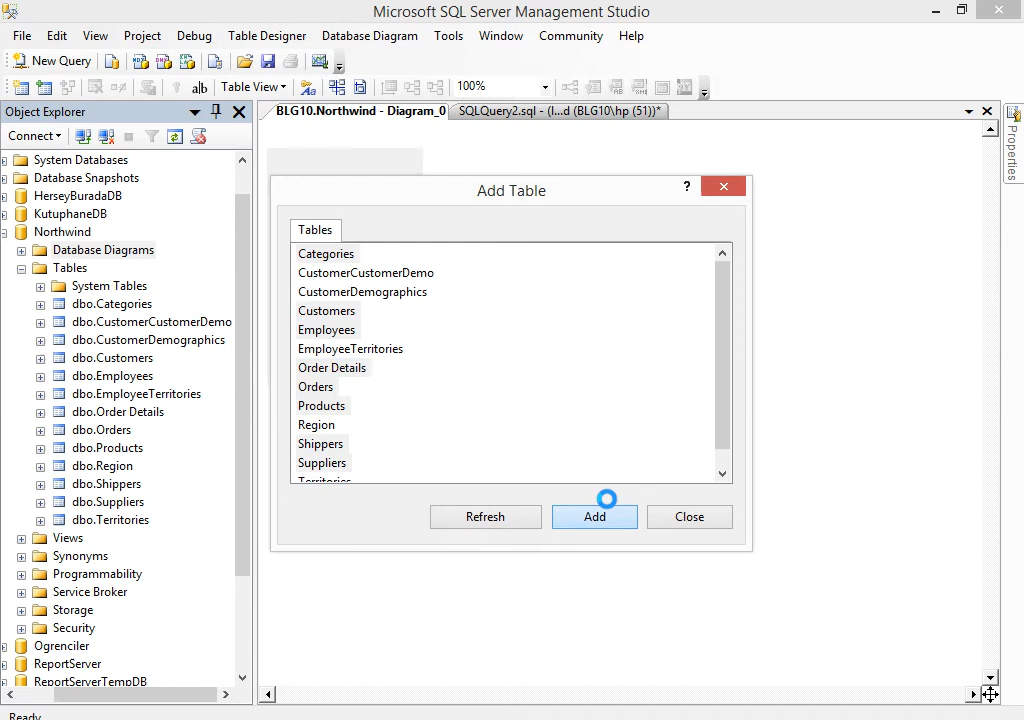 Microsoft SQL Server Management Studio
File Edit View Project Debug Table Designer Database Diagram Tools Window Community Help
New Query
ab Table View 100%
Object Explorer
BLG10.Northwind - Diagram_0
SQLQuery2.sql - (l...d (BLG10\hp (51))*
Connect
Properties
System Databases
Database Snapshots
HerseyBuradaDB
KutuphaneDB
Northwind
Database Diagrams
Tables
System Tables
dbo.Categories
dbo.CustomerCustomerDemo
dbo.CustomerDemographics
dbo.Customers
dbo.Employees
dbo.EmployeeTerritories
dbo.Order Details
dbo.Orders
dbo.Products
dbo.Region
dbo.Shippers
dbo.Suppliers
dbo.Territories
Views
Synonyms
Programmability
Service Broker
Storage
Security
Ogrenciler
ReportServer
ReportServerTempDB
Add Table
?
Tables
Categories
CustomerCustomerDemo
CustomerDemographics
Customers
Employees
EmployeeTerritories
Order Details
Orders
Products
Region
Shippers
Suppliers
Territories
Refresh Add Close
Ready